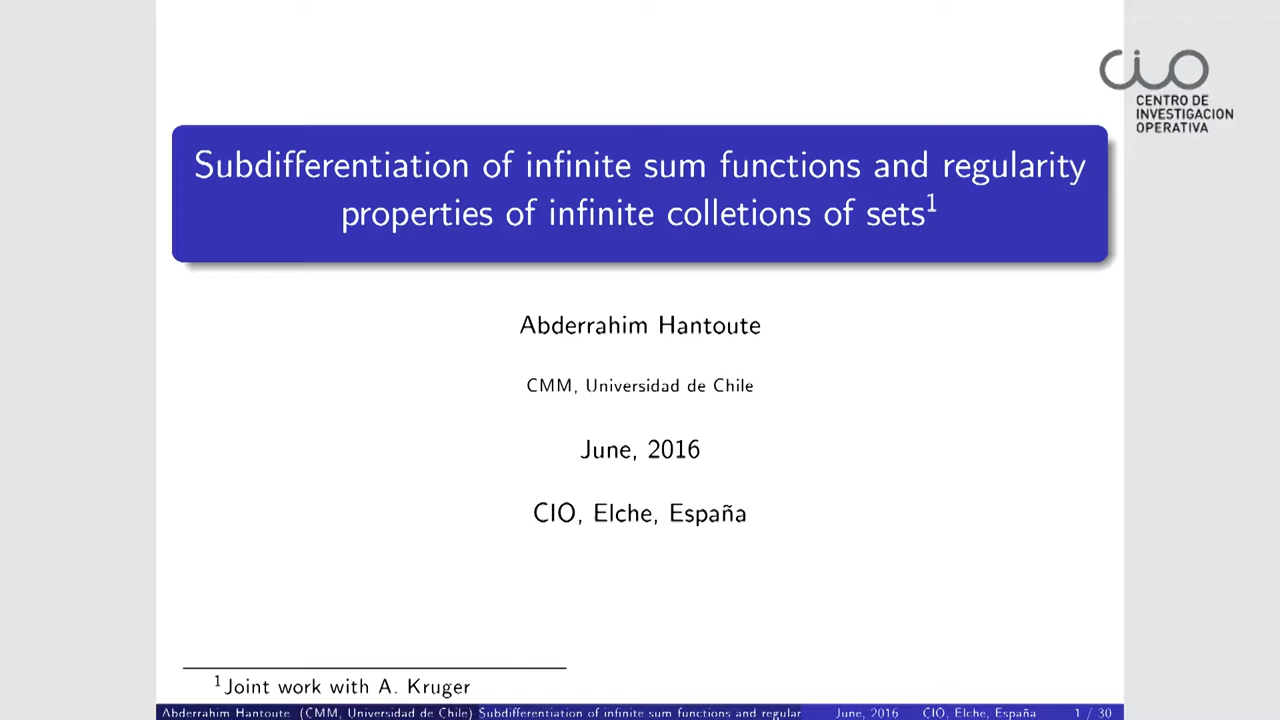 CIO
CENTRO DE
INVESTIGACION
OPERATIVA
Subdifferentiation of infinite sum functions and regularity
properties of infinite colletions of sets¹
Abderrahim Hantoute
CMM, Universidad de Chile
June, 2016
CIO, Elche, España
¹Joint work with A. Kruger
Abderrahim Hantoute (CMM, Universidad de Chile) Subdifferentiation of infinite sum functions and regular June, 2016 CIO, Elche, España 1 / 30